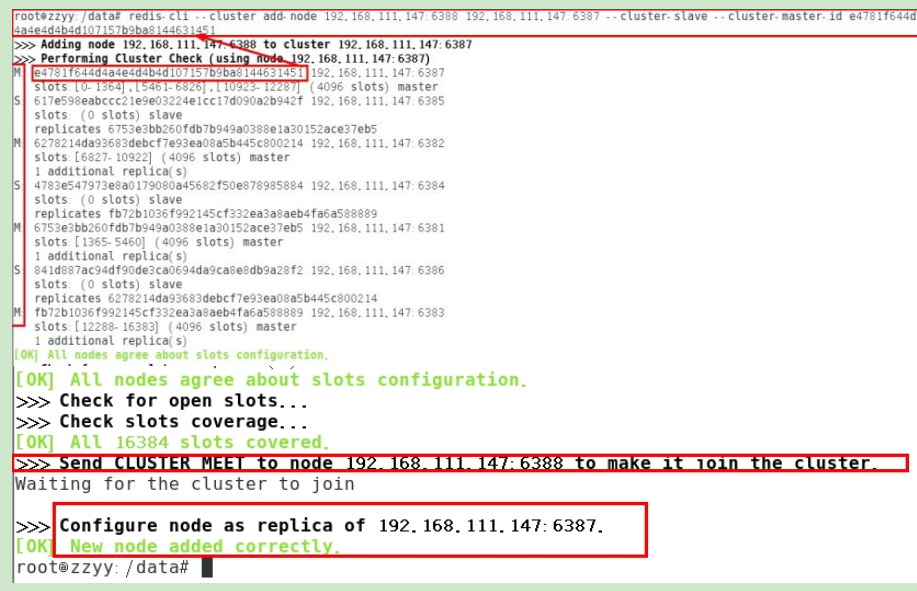 root@zzyy:/data# redis-cli --cluster add-node 192.168.111.147:6388 192.168.111.147:6387 --cluster-slave --cluster-master-id e4781f644d
4a4e4d4b4d107157b9ba8144631451
>>> Adding node 192.168.111.147:6388 to cluster 192.168.111.147:6387
>>> Performing Cluster Check (using node 192.168.111.147:6387)
M: e4781f644d4a4e4d4b4d107157b9ba8144631451 192.168.111.147:6387
slots:[0-1364],[5461-6826],[10923-12287] (4096 slots) master
S: 617e598eabccc21e9e03224e1cc17d090a2b942f 192.168.111.147:6385
slots: (0 slots) slave
replicates 6753e3bb260fdb7b949a0388e1a30152ace37eb5
M: 6278214da93683debcf7e93ea08a5b445c800214 192.168.111.147:6382
slots:[6827-10922] (4096 slots) master
1 additional replica(s)
S: 4783e547973e8a0179080a45682f50e878985884 192.168.111.147:6384
slots: (0 slots) slave
replicates fb72b1036f992145cf332ea3a8aeb4fa6a588889
M: 6753e3bb260fdb7b949a0388e1a30152ace37eb5 192.168.111.147:6381
slots:[1365-5460] (4096 slots) master
1 additional replica(s)
S: 841d887ac94df90de3ca0694da9ca8e8db9a28f2 192.168.111.147:6386
slots: (0 slots) slave
replicates 6278214da93683debcf7e93ea08a5b445c800214
M: fb72b1036f992145cf332ea3a8aeb4fa6a588889 192.168.111.147:6383
slots:[12288-16383] (4096 slots) master
1 additional replica(s)
[OK] All nodes agree about slots configuration.
[OK] All nodes agree about slots configuration.
>>> Check for open slots...
>>> Check slots coverage...
[OK] All 16384 slots covered.
>>> Send CLUSTER MEET to node 192.168.111.147:6388 to make it join the cluster.
Waiting for the cluster to join
>>> Configure node as replica of 192.168.111.147:6387.
[OK] New node added correctly.
root@zzyy:/data#